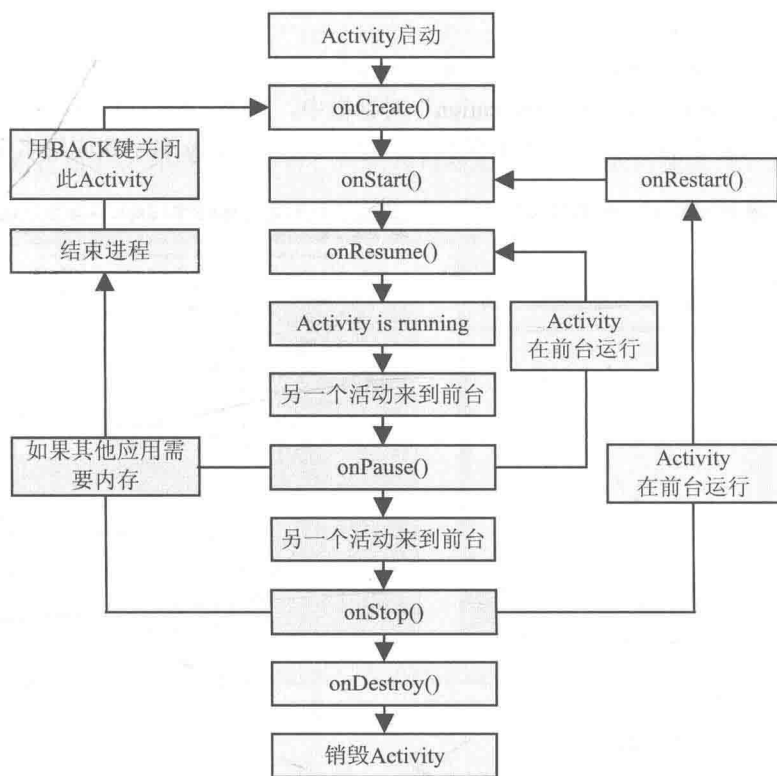 Activity启动
onCreate()
用BACK键关闭
此Activity
onStart()
onRestart()
结束进程
onResume()
Activity is running
Activity
在前台运行
另一个活动来到前台
如果其他应用需
要内存
onPause()
Activity
在前台运行
另一个活动来到前台
onStop()
onDestroy()
销毁Activity